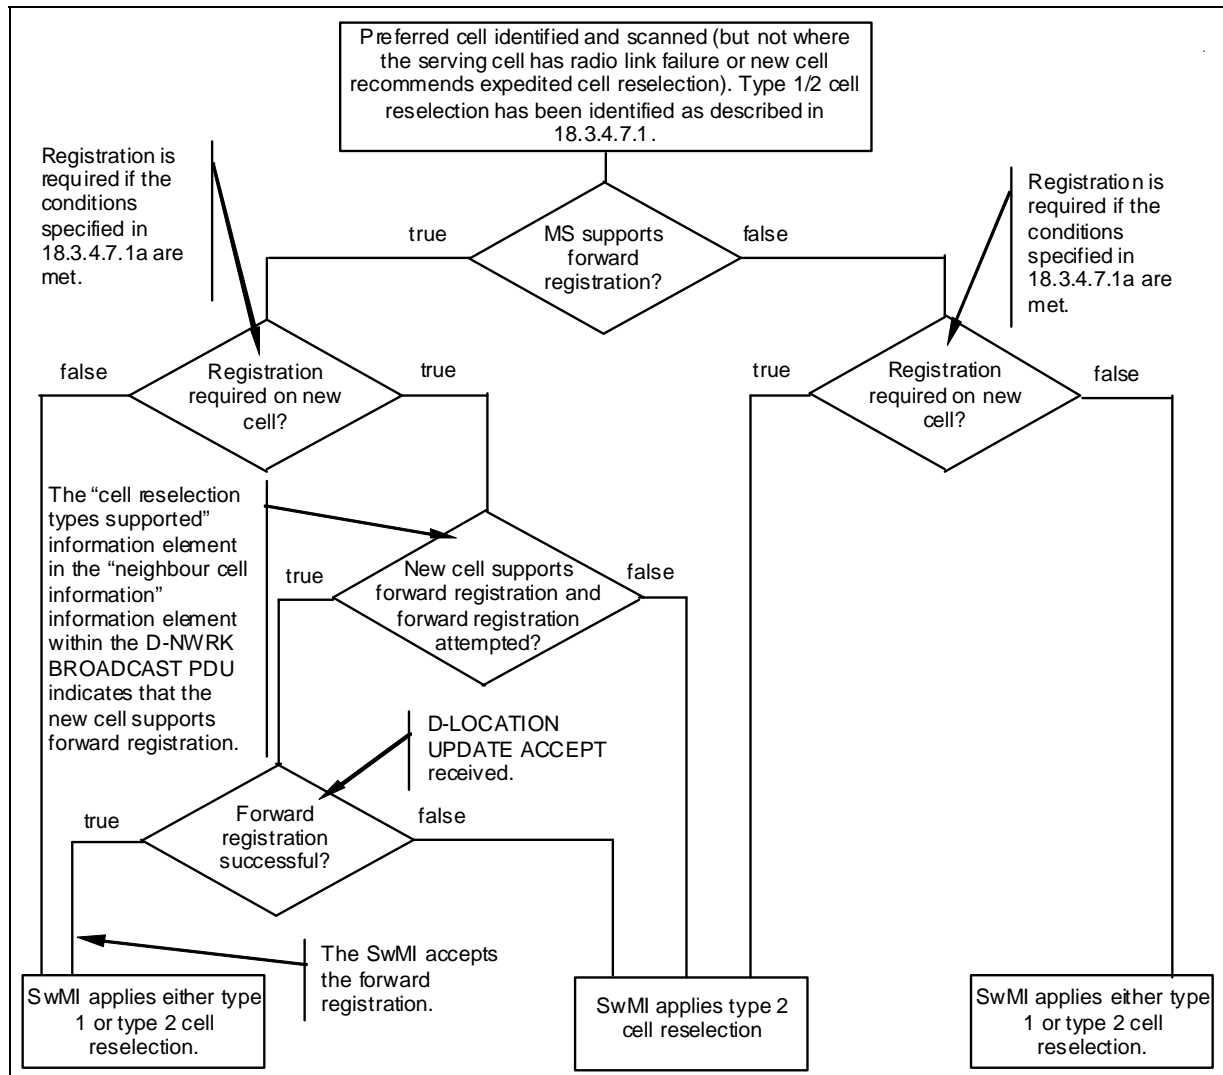 Preferred cell identified and scanned (but not where
the serving cell has radio link failure or new cell
recommends expedited cell reselection). Type 1/2 cell
reselection has been identified as described in
18.3.4.7.1.
Registration is
required if the
conditions
specified in
18.3.4.7.1a are
met.
Registration is
required if the
conditions
specified in
18.3.4.7.1a are
met.
true
MS supports
forward
registration?
false
false
Registration
required on new
cell?
true
true
Registration
required on new
cell?
false
The “cell reselection
types supported”
information element
in the “neighbour cell
information”
information element
within the D-NWRK
BROADCAST PDU
indicates that the
new cell supports
forward registration.
true
New cell supports
forward registration and
forward registration
attempted?
false
D-LOCATION
UPDATE ACCEPT
received.
true
Forward
registration
successful?
false
The SwMI accepts
the forward
registration.
SwMI applies either type
1 or type 2 cell
reselection.
SwMI applies type 2
cell reselection
SwMI applies either type
1 or type 2 cell
reselection.